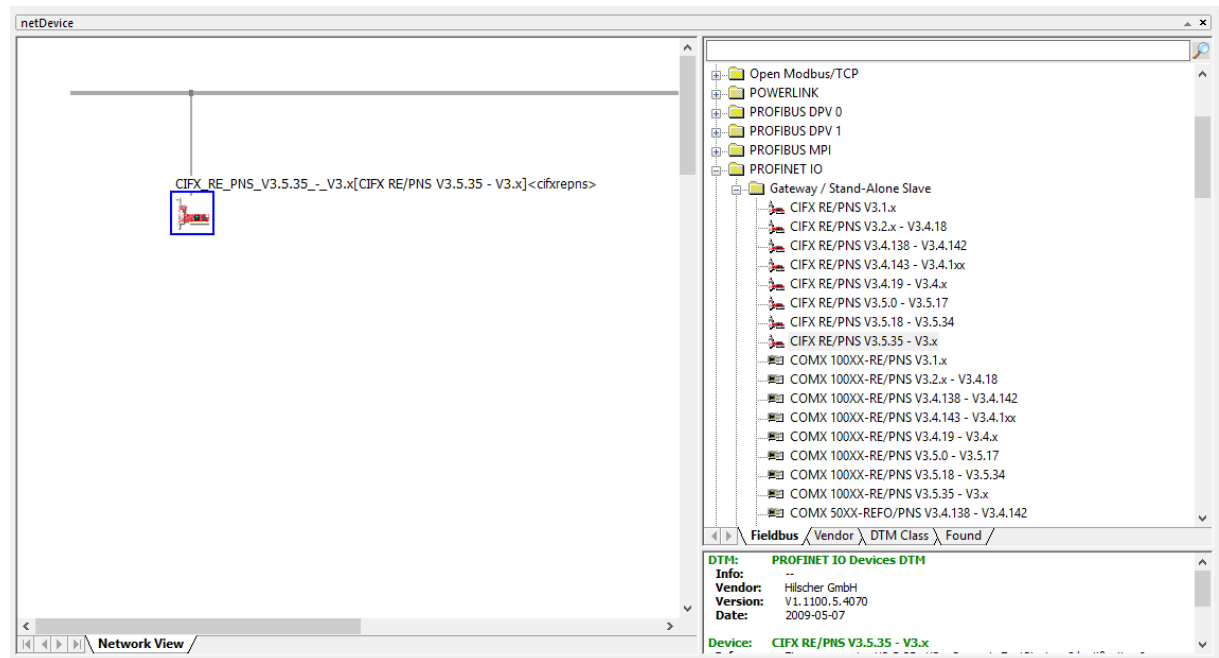 netDevice
CIFX_RE_PNS_V3.5.35_-_V3.x[CIFX RE/PNS V3.5.35 - V3.x]<cifxrepns>
Network View
Open Modbus/TCP
POWERLINK
PROFIBUS DPV 0
PROFIBUS DPV 1
PROFIBUS MPI
PROFINET IO
Gateway / Stand-Alone Slave
CIFX RE/PNS V3.1.x
CIFX RE/PNS V3.2.x - V3.4.18
CIFX RE/PNS V3.4.138 - V3.4.142
CIFX RE/PNS V3.4.143 - V3.4.1xx
CIFX RE/PNS V3.4.19 - V3.4.x
CIFX RE/PNS V3.5.0 - V3.5.17
CIFX RE/PNS V3.5.18 - V3.5.34
CIFX RE/PNS V3.5.35 - V3.x
COMX 100XX-RE/PNS V3.1.x
COMX 100XX-RE/PNS V3.2.x - V3.4.18
COMX 100XX-RE/PNS V3.4.138 - V3.4.142
COMX 100XX-RE/PNS V3.4.143 - V3.4.1xx
COMX 100XX-RE/PNS V3.4.19 - V3.4.x
COMX 100XX-RE/PNS V3.5.0 - V3.5.17
COMX 100XX-RE/PNS V3.5.18 - V3.5.34
COMX 100XX-RE/PNS V3.5.35 - V3.x
COMX 50XX-REFO/PNS V3.4.138 - V3.4.142
Fieldbus Vendor DTM Class Found
DTM: PROFINET IO Devices DTM
Info: --
Vendor: Hilscher GmbH
Version: V1.1100.5.4070
Date: 2009-05-07
Device: CIFX RE/PNS V3.5.35 - V3.x